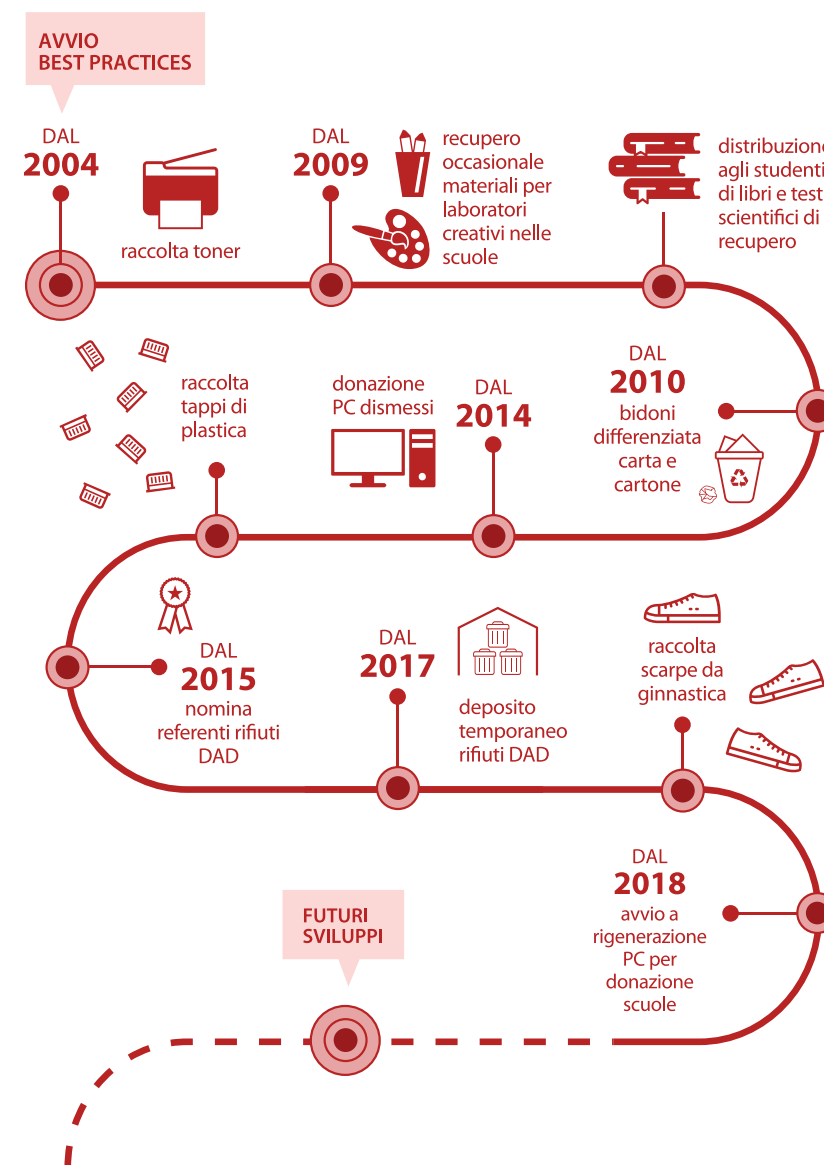 AVVIO
BEST PRACTICES
DAL
2004
raccolta toner
DAL
2009
recupero
occasionale
materiali per
laboratori
creativi nelle
scuole
distribuzione
agli studenti
di libri e testi
scientifici di
recupero
DAL
2010
bidoni
differenziata
carta e
cartone
DAL
2014
donazione
PC dismessi
raccolta
tappi di
plastica
DAL
2015
nomina
referenti rifiuti
DAD
DAL
2017
deposito
temporaneo
rifiuti DAD
raccolta
scarpe da
ginnastica
DAL
2018
avvio a
rigenerazione
PC per
donazione
scuole
FUTURI
SVILUPPI